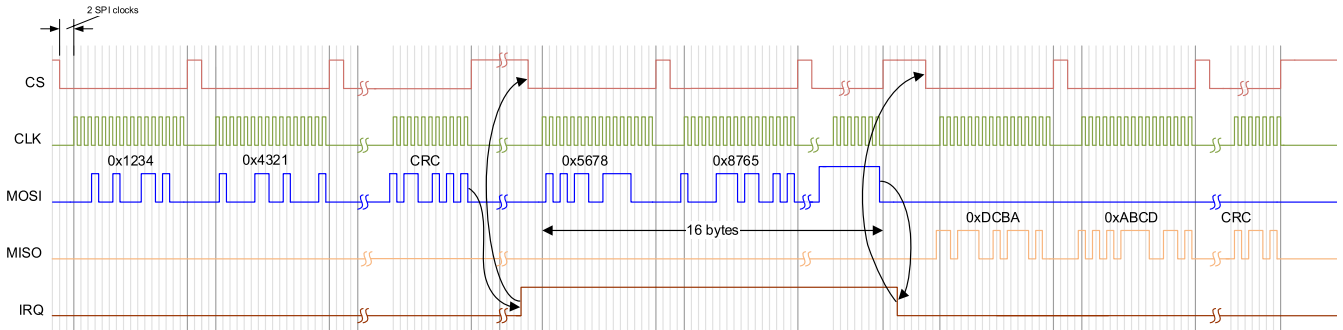 2 SPI clocks
CS
CLK
0x1234 0x4321 CRC 0x5678 0x8765
MOSI
0xDCBA 0xABCD CRC
16 bytes
MISO
IRQ